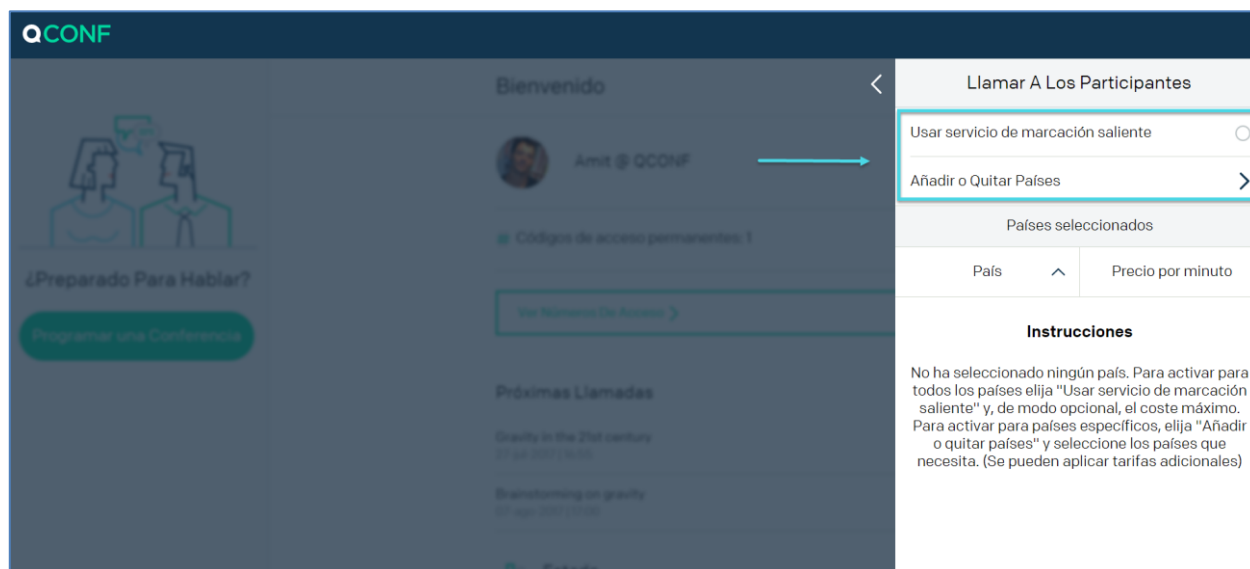 QCONF
Bienvenido
Llamar A Los Participantes
Amit @ QCONF
Usar servicio de marcación saliente
Añadir o Quitar Países
Códigos de acceso permanentes: 1
Países seleccionados
País
Precio por minuto
¿Preparado Para Hablar?
Programar una Conferencia
Ver Números De Acceso
Instrucciones
No ha seleccionado ningún país. Para activar para
todos los países elija "Usar servicio de marcación
saliente" y, de modo opcional, el coste máximo.
Para activar para países específicos, elija "Añadir
o quitar países" y seleccione los países que
necesita. (Se pueden aplicar tarifas adicionales)
Próximas Llamadas
Gravity in the 21st century
Brainstorming on gravity